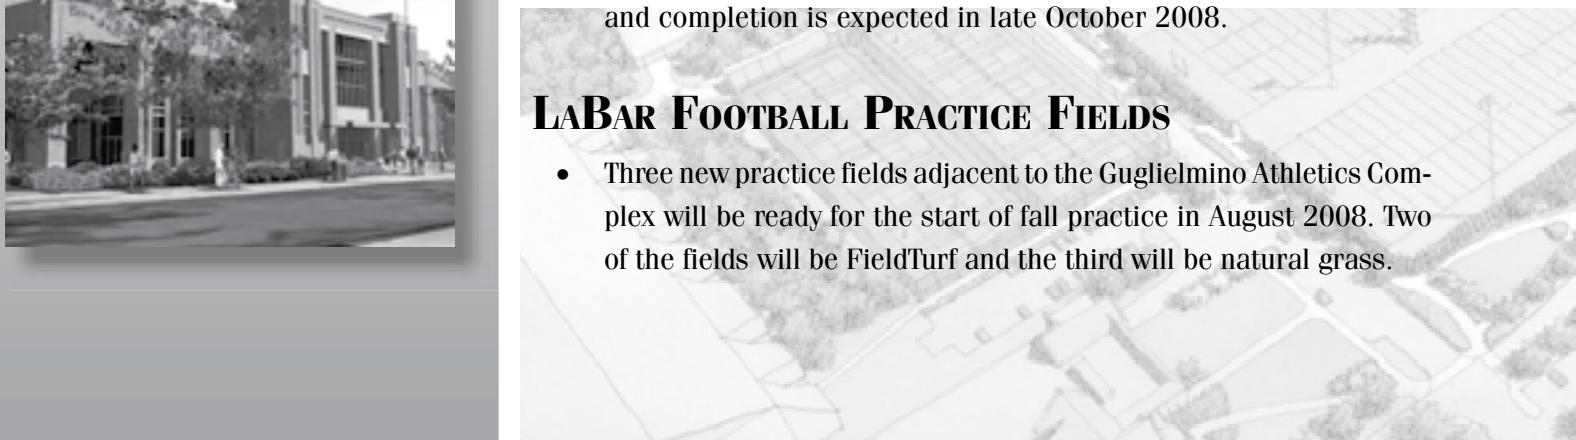 and completion is expected in late October 2008.
LaBar Football Practice Fields
• Three new practice fields adjacent to the Guglielmino Athletics Com-
plex will be ready for the start of fall practice in August 2008. Two
of the fields will be FieldTurf and the third will be natural grass.